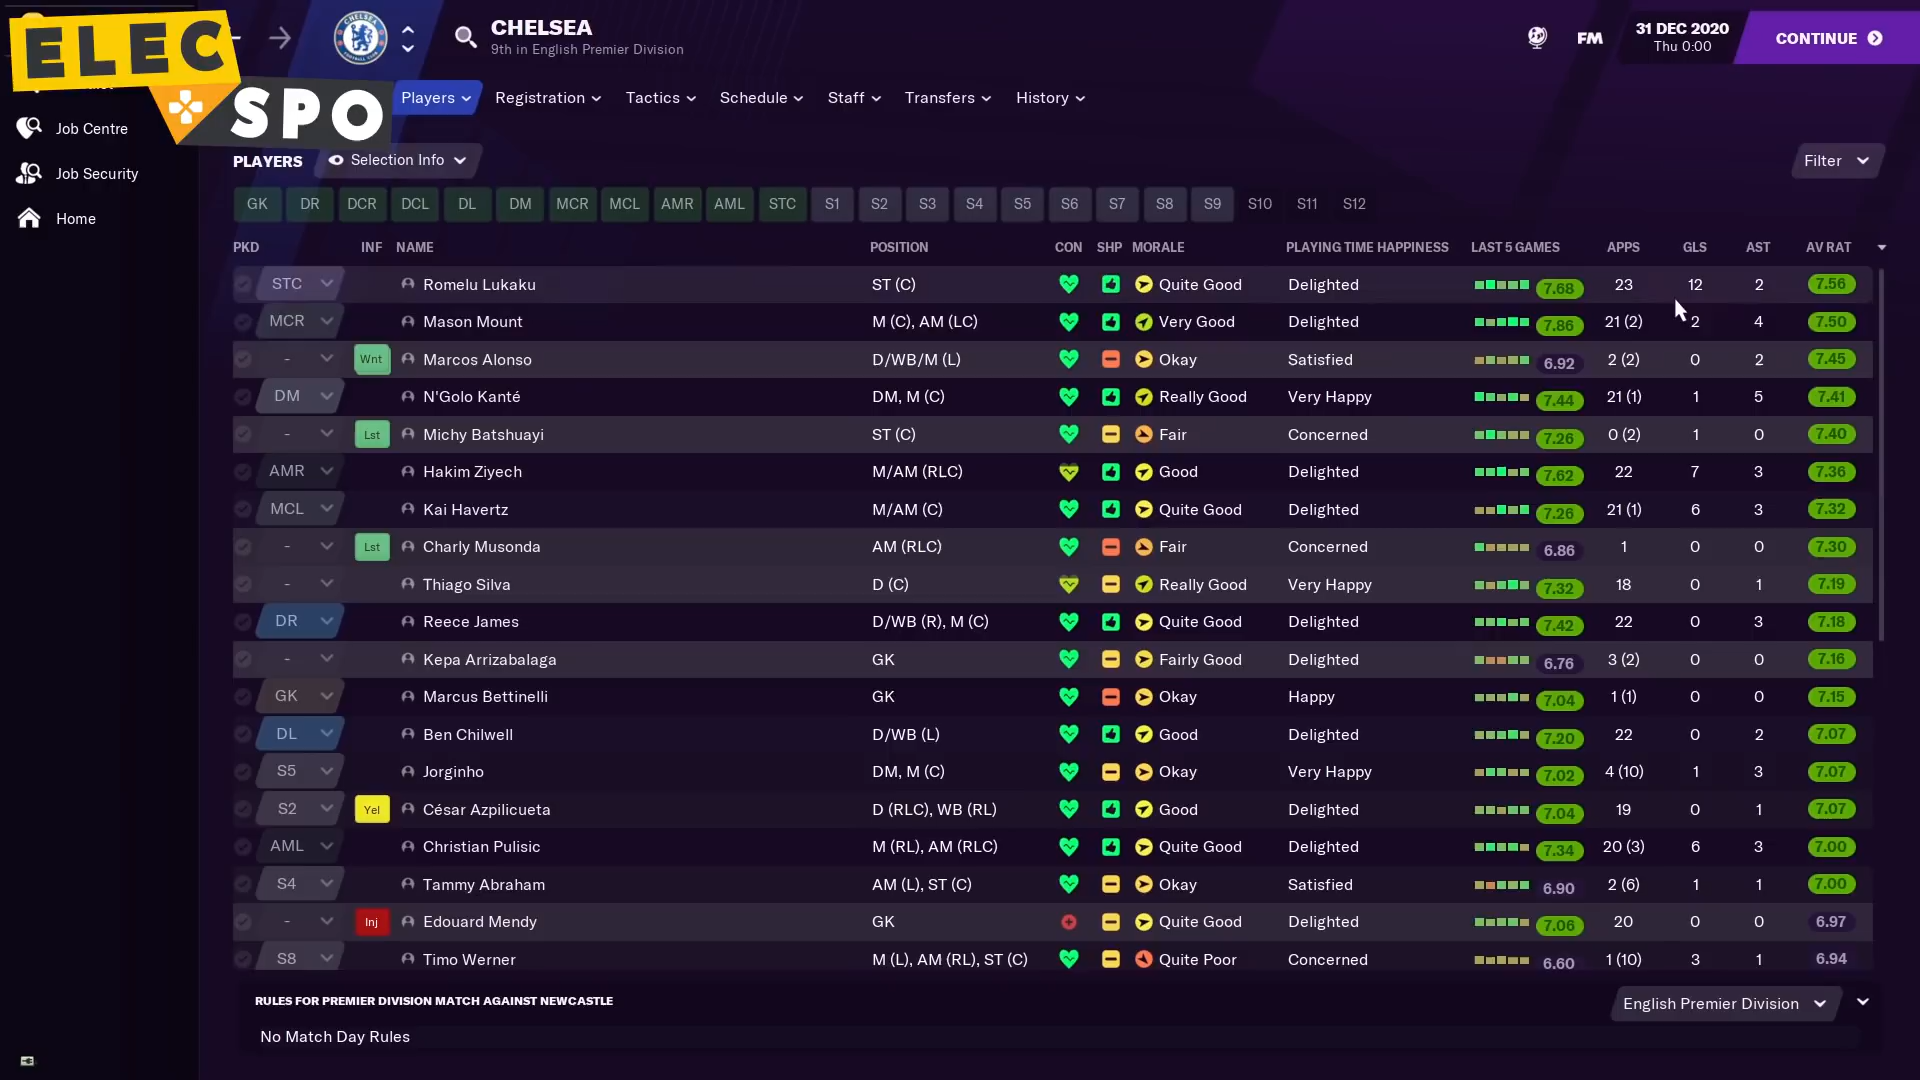 ELEC
SPO
CHELSEA
9th in English Premier Division
FM
31 DEC 2020
Thu 0:00
CONTINUE
Players Registration Tactics Schedule Staff Transfers History
Job Centre
Job Security
Home
PLAYERS Selection Info Filter
GK DR DCR DCL DL DM MCR MCL AMR AML STC S1 S2 S3 S4 S5 S6 S7 S8 S9 S10 S11 S12
PKD INF NAME POSITION CON SHP MORALE PLAYING TIME HAPPINESS LAST 5 GAMES APPS GLS AST AV RAT
STC Romelu Lukaku ST (C) Quite Good Delighted 7.68 23 12 2 7.56
MCR Mason Mount M (C), AM (LC) Very Good Delighted 7.86 21 (2) 2 4 7.50
- Wnt Marcos Alonso D/WB/M (L) Okay Satisfied 6.92 2 (2) 0 2 7.45
DM N'Golo Kanté DM, M (C) Really Good Very Happy 7.44 21 (1) 1 5 7.41
- Lst Michy Batshuayi ST (C) Fair Concerned 7.26 0 (2) 1 0 7.40
AMR Hakim Ziyech M/AM (RLC) Good Delighted 7.62 22 7 3 7.36
MCL Kai Havertz M/AM (C) Quite Good Delighted 7.26 21 (1) 6 3 7.32
- Lst Charly Musonda AM (RLC) Fair Concerned 6.86 1 0 0 7.30
- Thiago Silva D (C) Really Good Very Happy 7.32 18 0 1 7.19
DR Reece James D/WB (R), M (C) Quite Good Delighted 7.42 22 0 3 7.18
- Kepa Arrizabalaga GK Fairly Good Delighted 6.76 3 (2) 0 0 7.16
GK Marcus Bettinelli GK Okay Happy 7.04 1 (1) 0 0 7.15
DL Ben Chilwell D/WB (L) Good Delighted 7.20 22 0 2 7.07
S5 Jorginho DM, M (C) Okay Very Happy 7.02 4 (10) 1 3 7.07
S2 Yel César Azpilicueta D (RLC), WB (RL) Good Delighted 7.04 19 0 1 7.07
AML Christian Pulisic M (RL), AM (RLC) Quite Good Delighted 7.34 20 (3) 6 3 7.00
S4 Tammy Abraham AM (L), ST (C) Okay Satisfied 6.90 2 (6) 1 1 7.00
- Inj Edouard Mendy GK Quite Good Delighted 7.06 20 0 0 6.97
S8 Timo Werner M (L), AM (RL), ST (C) Quite Poor Concerned 6.60 1 (10) 3 1 6.94
RULES FOR PREMIER DIVISION MATCH AGAINST NEWCASTLE
English Premier Division
No Match Day Rules